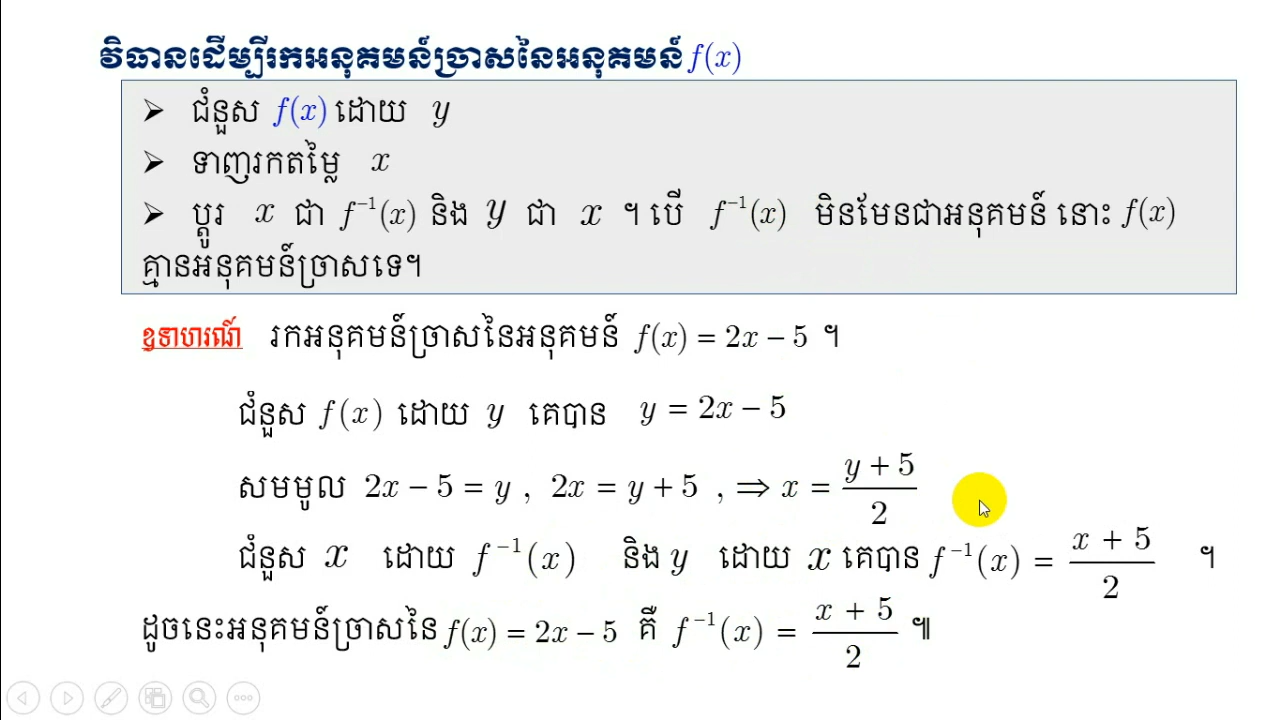 វិធានដើម្បីរកអនុគមន៍ច្រាសនៃអនុគមន៍ f(x)
➢ ជំនួស f(x) ដោយ y
➢ ទាញរកតម្លៃ x
➢ ប្តូរ x ជា f⁻¹(x) និង y ជា x ។ បើ f⁻¹(x) មិនមែនជាអនុគមន៍ នោះ f(x)
គ្មានអនុគមន៍ច្រាសទេ។
ឧទាហរណ៍ រកអនុគមន៍ច្រាសនៃអនុគមន៍ f(x) = 2x − 5 ។
ជំនួស f(x) ដោយ y គេបាន y = 2x − 5
សមមូល 2x − 5 = y , 2x = y + 5 , ⟹ x = (y + 5)/2
ជំនួស x ដោយ f⁻¹(x) និង y ដោយ x គេបាន f⁻¹(x) = (x + 5)/2 ។
ដូចនេះអនុគមន៍ច្រាសនៃ f(x) = 2x − 5 គឺ f⁻¹(x) = (x + 5)/2 ៕